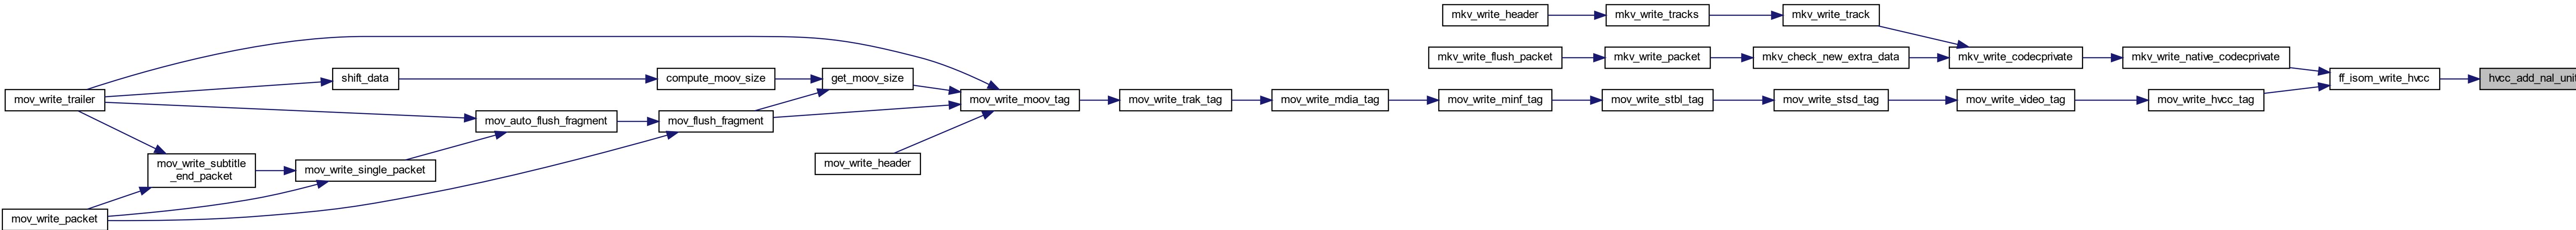 mkv_write_header
mkv_write_tracks
mkv_write_track
mkv_write_flush_packet
mkv_write_packet
mkv_check_new_extra_data
mkv_write_codecprivate
mkv_write_native_codecprivate
shift_data
compute_moov_size
get_moov_size
ff_isom_write_hvcc
hvcc_add_nal_unit
mov_write_trailer
mov_write_moov_tag
mov_write_trak_tag
mov_write_mdia_tag
mov_write_minf_tag
mov_write_stbl_tag
mov_write_stsd_tag
mov_write_video_tag
mov_write_hvcc_tag
mov_auto_flush_fragment
mov_flush_fragment
mov_write_header
mov_write_subtitle
_end_packet
mov_write_single_packet
mov_write_packet